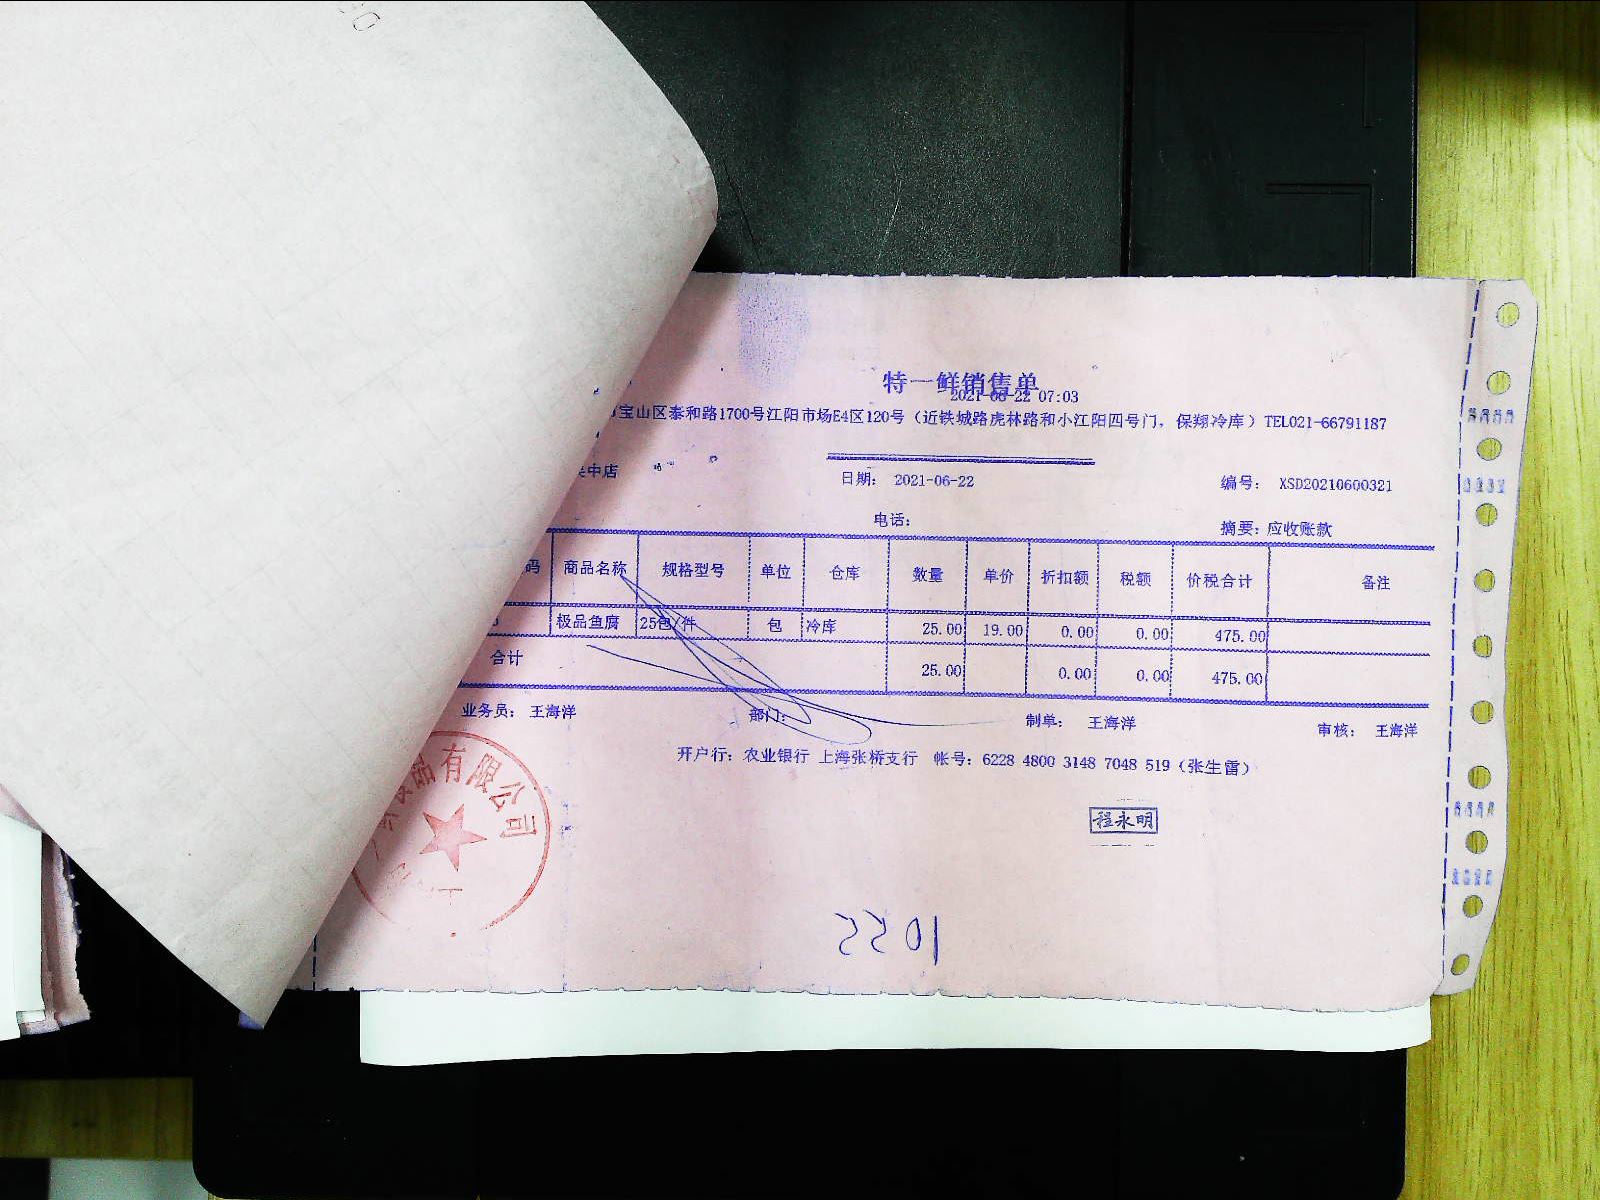 特一鲜销售单
2021-06-22 07:03
宝山区泰和路1700号江阳市场E4区120号（近铁城路虎林路和小江阳四号门，保翔冷库）TEL021-66791187
中店
日期： 2021-06-22
编号： XSD20210600321
电话：
摘要：应收账款
码 商品名称 规格型号 单位 仓库 数量 单价 折扣额 税额 价税合计 备注
极品鱼腐 25包/件 包 冷库 25.00 19.00 0.00 0.00 475.00
合计 25.00 0.00 0.00 475.00
业务员： 王海洋 部门： 制单： 王海洋 审核： 王海洋
开户行：农业银行 上海张桥支行 帐号：6228 4800 3148 7048 519（张生雷）
品有限公司
程永明
1022